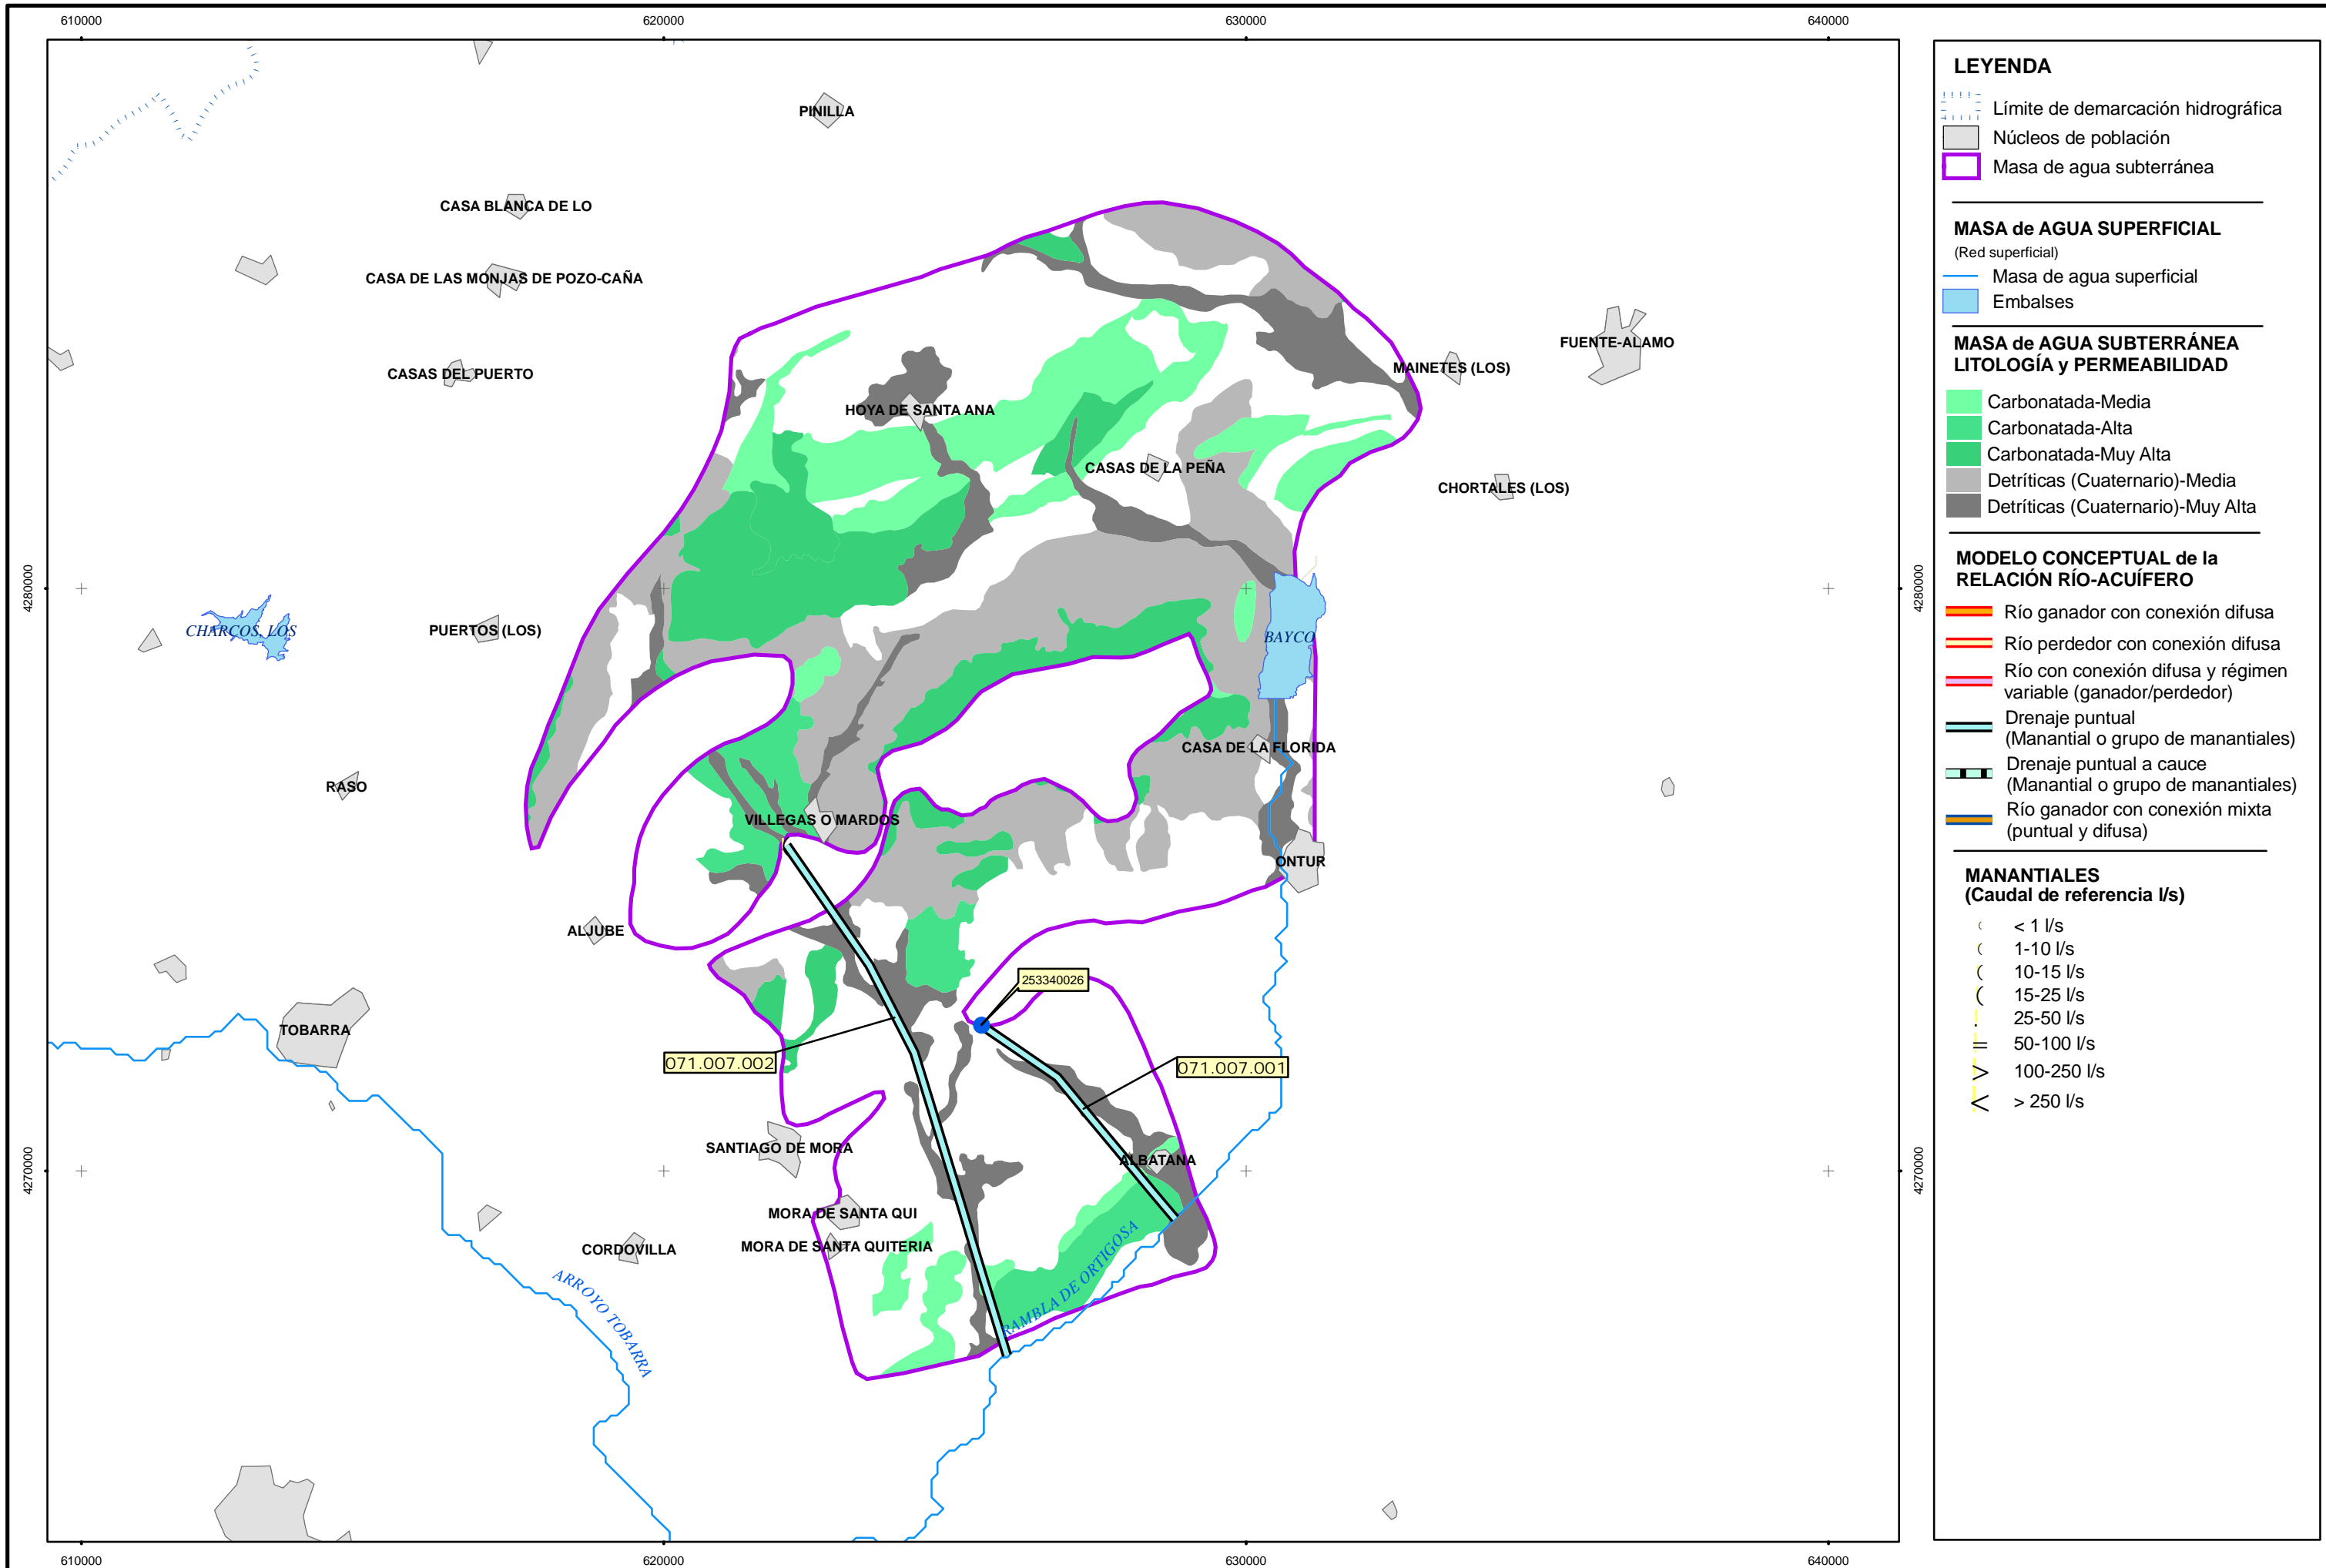 610000
620000
630000
640000
PINILLA
CASA BLANCA DE LO
CASA DE LAS MONJAS DE POZO-CAÑA
FUENTE-ALAMO
MAINETES (LOS)
CASAS DEL PUERTO
HOYA DE SANTA ANA
CASAS DE LA PEÑA
CHORTALES (LOS)
4280000
4280000
CHARCOS, LOS
PUERTOS (LOS)
BAYCO
CASA DE LA FLORIDA
RASO
VILLEGAS O MARDOS
ONTUR
ALJUBE
253340026
TOBARRA
071.007.002
071.007.001
SANTIAGO DE MORA
ALBATANA
4270000
4270000
MORA DE SANTA QUI
MORA DE SANTA QUITERIA
CORDOVILLA
RAMBLA DE ORTIGOSA
ARROYO TOBARRA
610000
620000
630000
640000
LEYENDA
Límite de demarcación hidrográfica
Núcleos de población
Masa de agua subterránea
MASA de AGUA SUPERFICIAL
(Red superficial)
Masa de agua superficial
Embalses
MASA de AGUA SUBTERRÁNEA
LITOLOGÍA y PERMEABILIDAD
Carbonatada-Media
Carbonatada-Alta
Carbonatada-Muy Alta
Detríticas (Cuaternario)-Media
Detríticas (Cuaternario)-Muy Alta
MODELO CONCEPTUAL de la
RELACIÓN RÍO-ACUÍFERO
Río ganador con conexión difusa
Río perdedor con conexión difusa
Río con conexión difusa y régimen
variable (ganador/perdedor)
Drenaje puntual
(Manantial o grupo de manantiales)
Drenaje puntual a cauce
(Manantial o grupo de manantiales)
Río ganador con conexión mixta
(puntual y difusa)
MANANTIALES
(Caudal de referencia l/s)
< 1 l/s
1-10 l/s
10-15 l/s
15-25 l/s
25-50 l/s
50-100 l/s
100-250 l/s
> 250 l/s